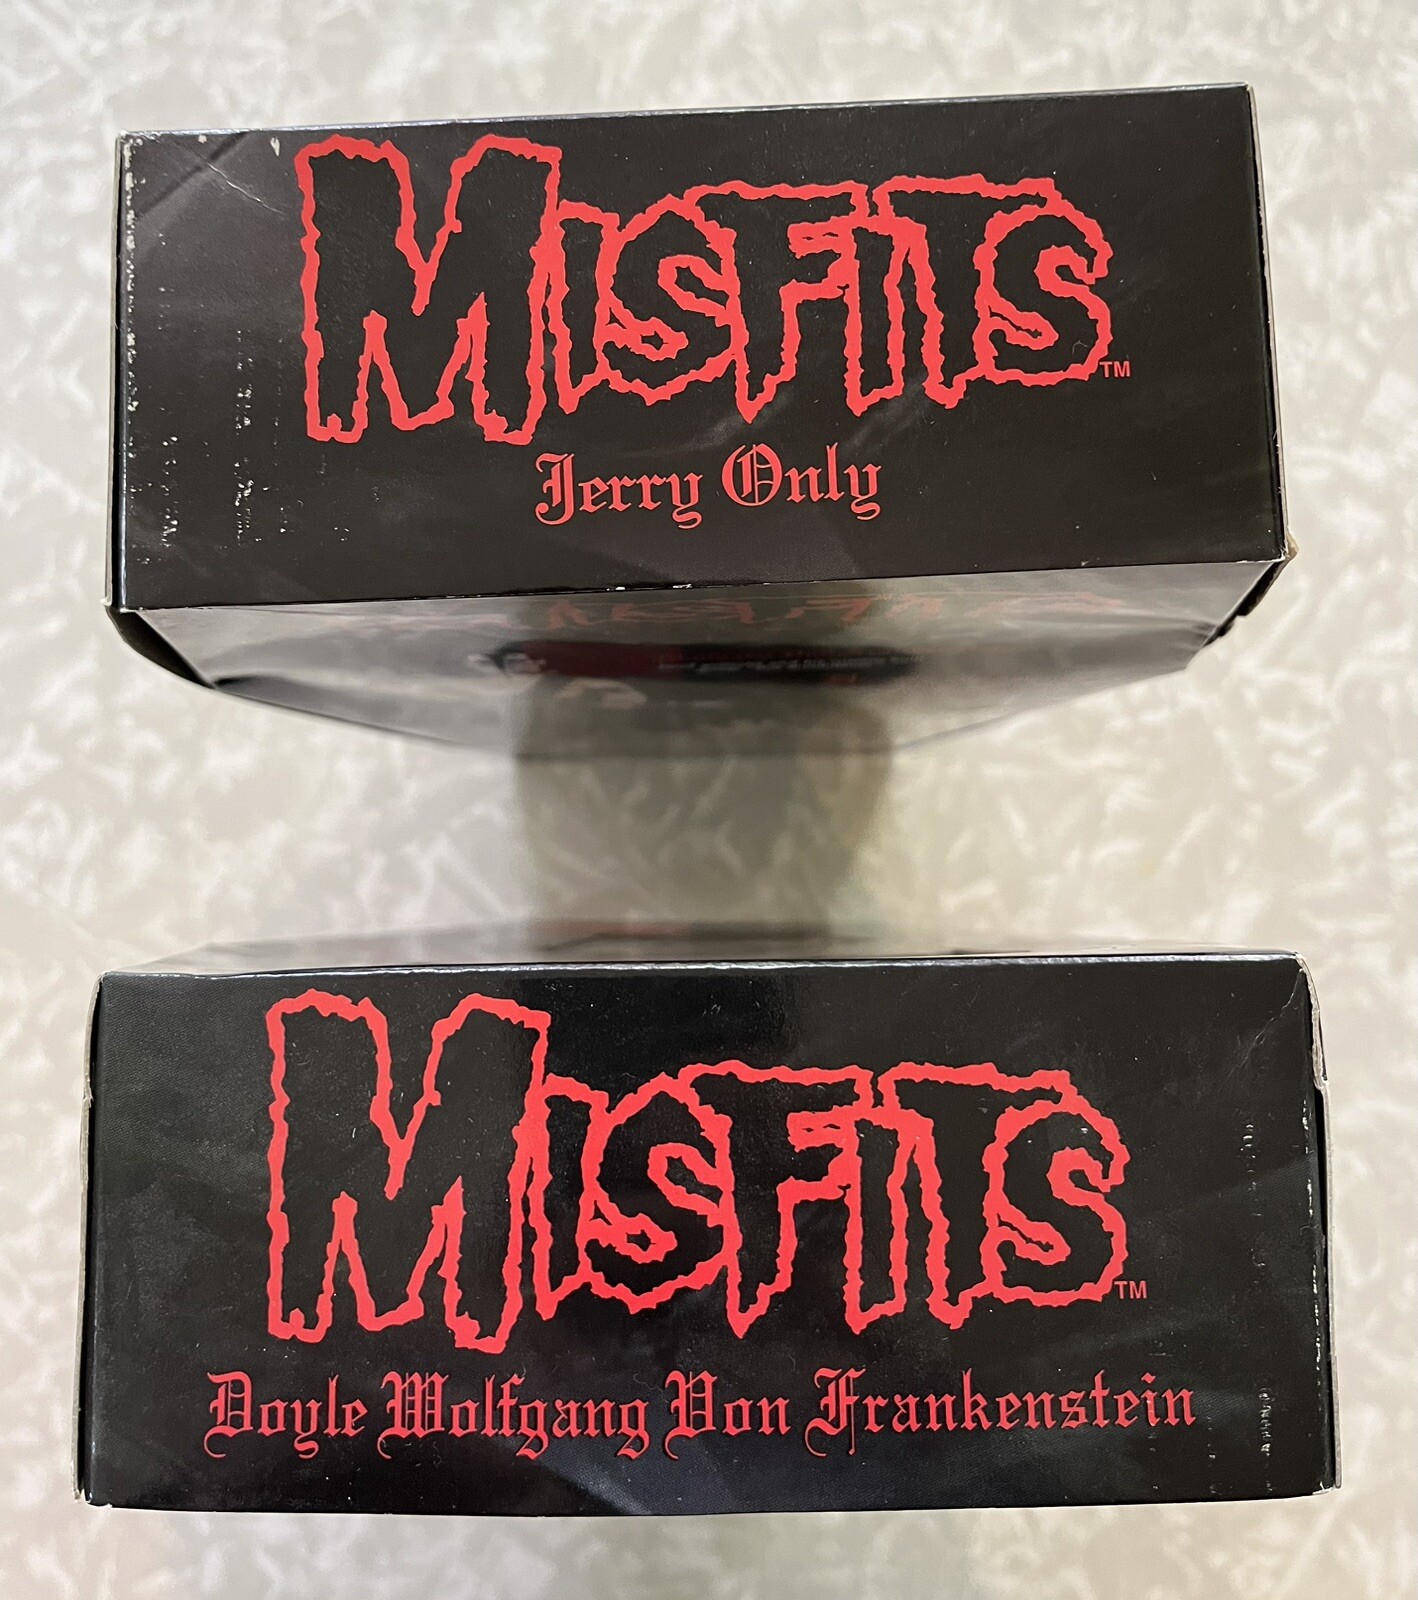 MISFITS™
Jerry Only
MISFITS™
Doyle Wolfgang Von Frankenstein